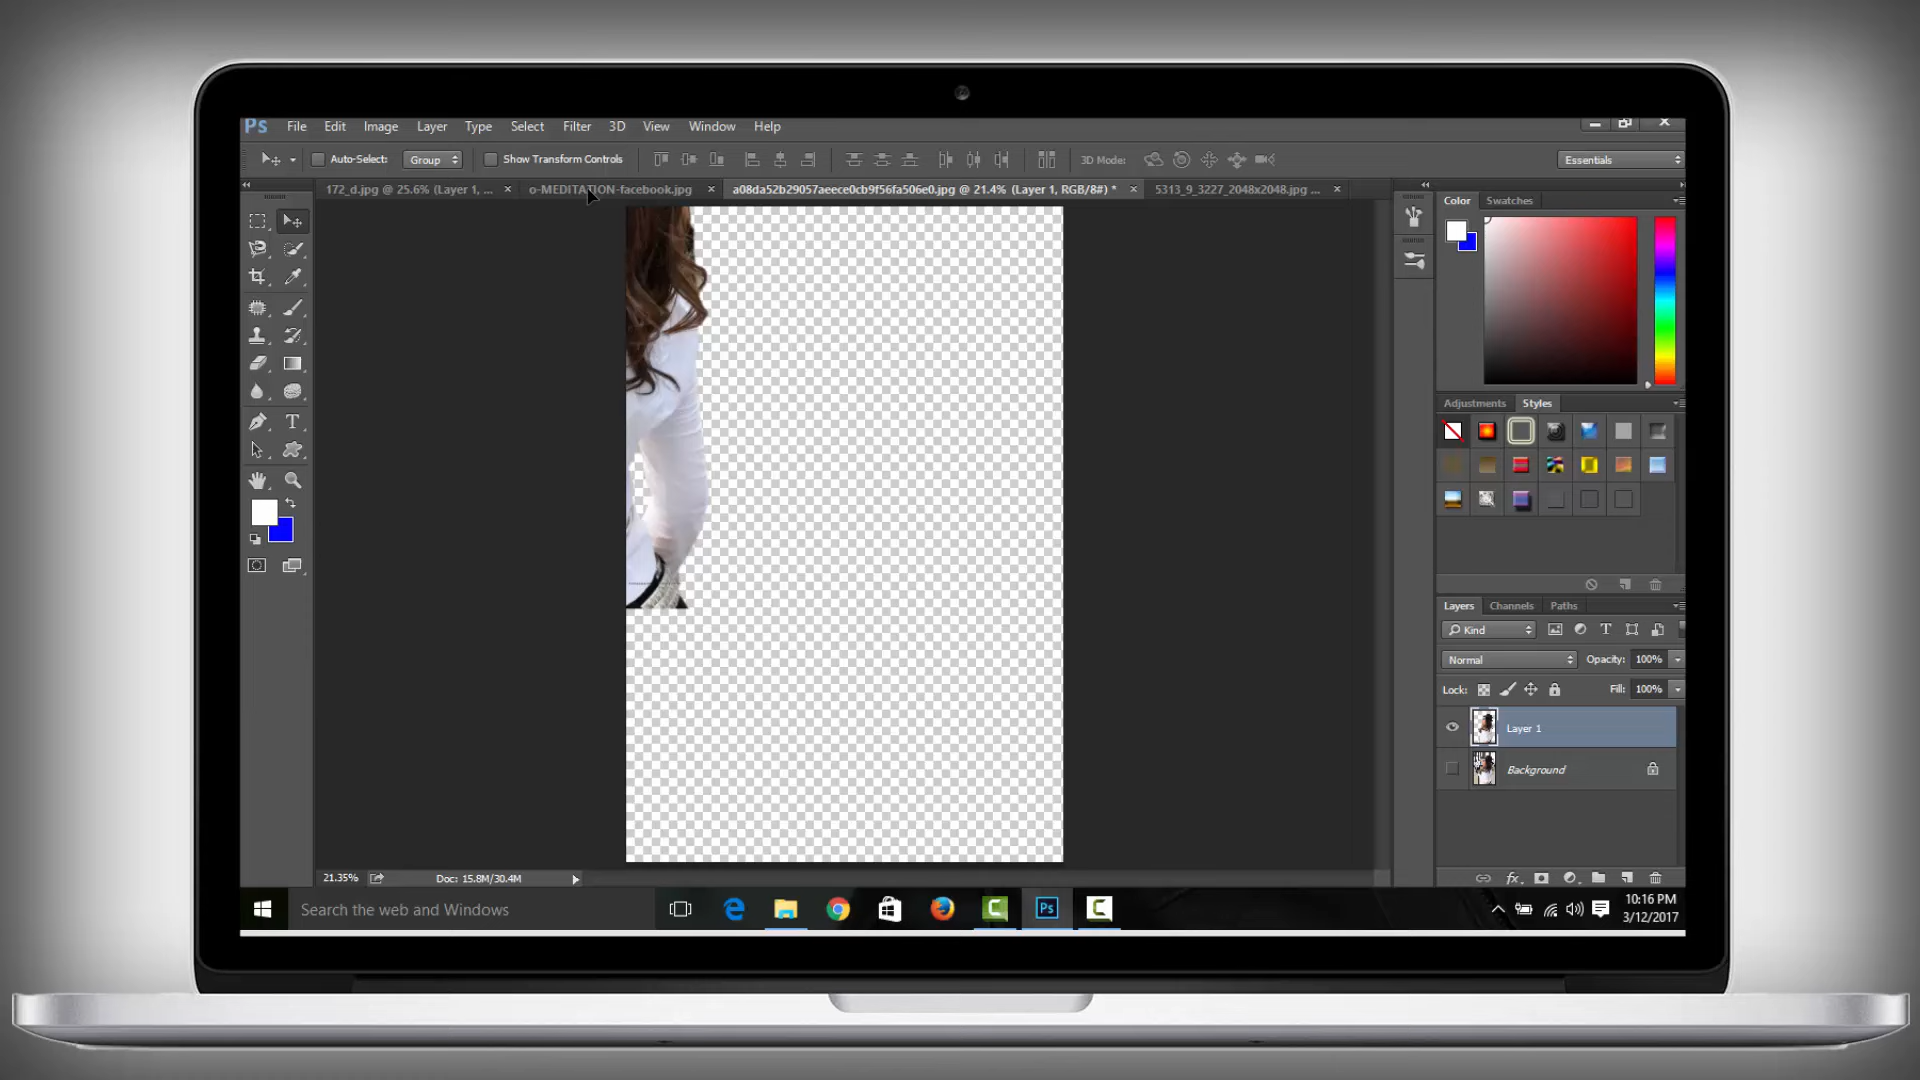 Ps File Edit Image Layer Type Select Filter 3D View Window Help
Auto-Select: Group Show Transform Controls 3D Mode: Essentials
172_d.jpg @ 25.6% (Layer 1, ... × o-MEDITATION-facebook.jpg × a08da52b29057aeece0cb9f56fa506e0.jpg @ 21.4% (Layer 1, RGB/8#) * × 5313_9_3227_2048x2048.jpg ... ×
Color Swatches
Adjustments Styles
Layers Channels Paths
Kind
Normal Opacity: 100%
Lock: Fill: 100%
Layer 1
Background
21.35% Doc: 15.8M/30.4M
Search the web and Windows
Ps
10:16 PM
3/12/2017